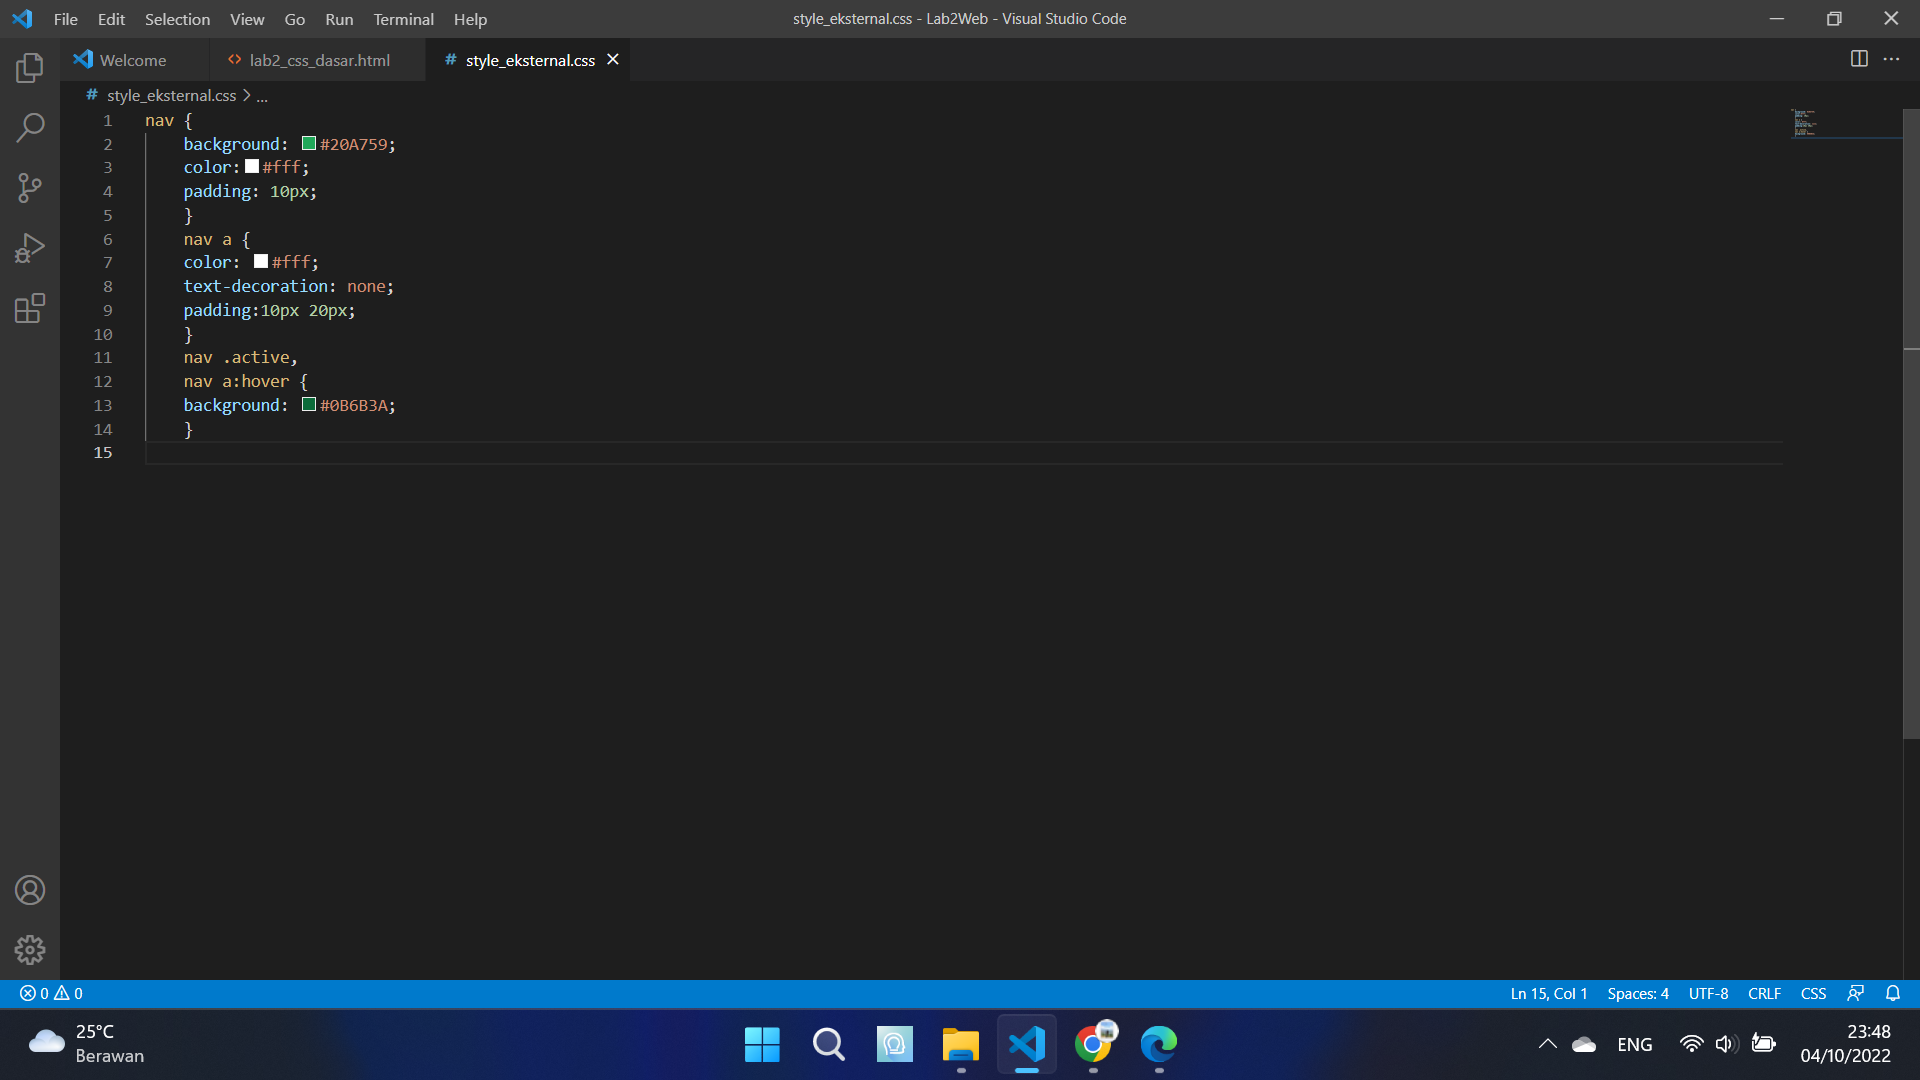 File Edit Selection View Go Run Terminal Help
style_eksternal.css - Lab2Web - Visual Studio Code
Welcome
lab2_css_dasar.html
style_eksternal.css
style_eksternal.css > ...
1 nav {
2 background: #20A759;
3 color: #fff;
4 padding: 10px;
5 }
6 nav a {
7 color: #fff;
8 text-decoration: none;
9 padding:10px 20px;
10 }
11 nav .active,
12 nav a:hover {
13 background: #0B6B3A;
14 }
15
0 0
Ln 15, Col 1 Spaces: 4 UTF-8 CRLF CSS
25°C
Berawan
ENG
23:48
04/10/2022